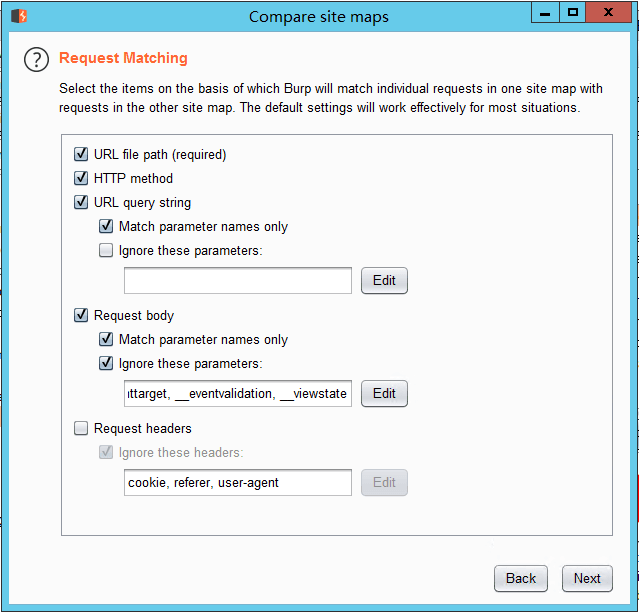 Compare site maps
Request Matching
Select the items on the basis of which Burp will match individual requests in one site map with
requests in the other site map. The default settings will work effectively for most situations.
URL file path (required)
HTTP method
URL query string
Match parameter names only
Ignore these parameters:
Edit
Request body
Match parameter names only
Ignore these parameters:
__eventvalidation, __viewstate Edit
Request headers
Ignore these headers:
cookie, referer, user-agent Edit
Back Next